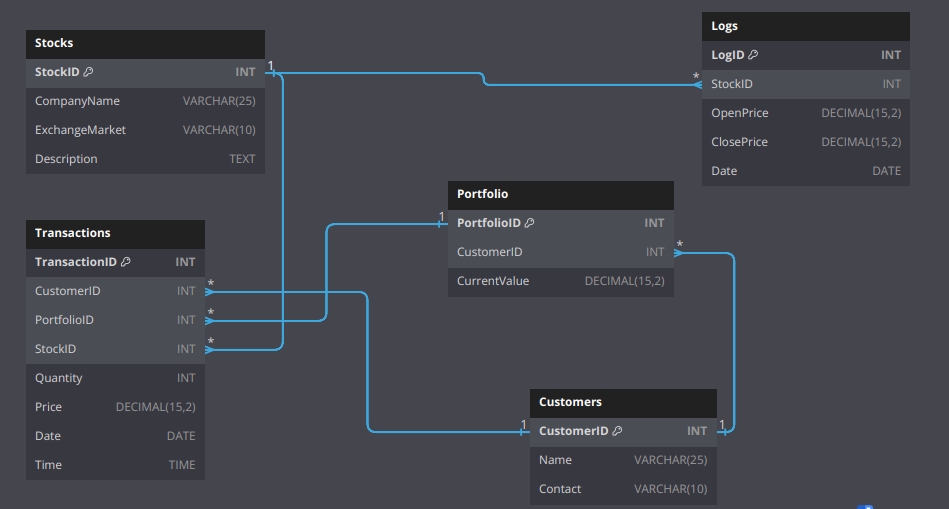 Stocks
StockID INT
CompanyName VARCHAR(25)
ExchangeMarket VARCHAR(10)
Description TEXT
1
Logs
LogID INT
* StockID INT
OpenPrice DECIMAL(15,2)
ClosePrice DECIMAL(15,2)
Date DATE
Portfolio
1 PortfolioID INT
CustomerID INT *
CurrentValue DECIMAL(15,2)
Transactions
TransactionID INT
CustomerID INT *
PortfolioID INT *
StockID INT *
Quantity INT
Price DECIMAL(15,2)
Date DATE
Time TIME
Customers
1 CustomerID INT 1
Name VARCHAR(25)
Contact VARCHAR(10)